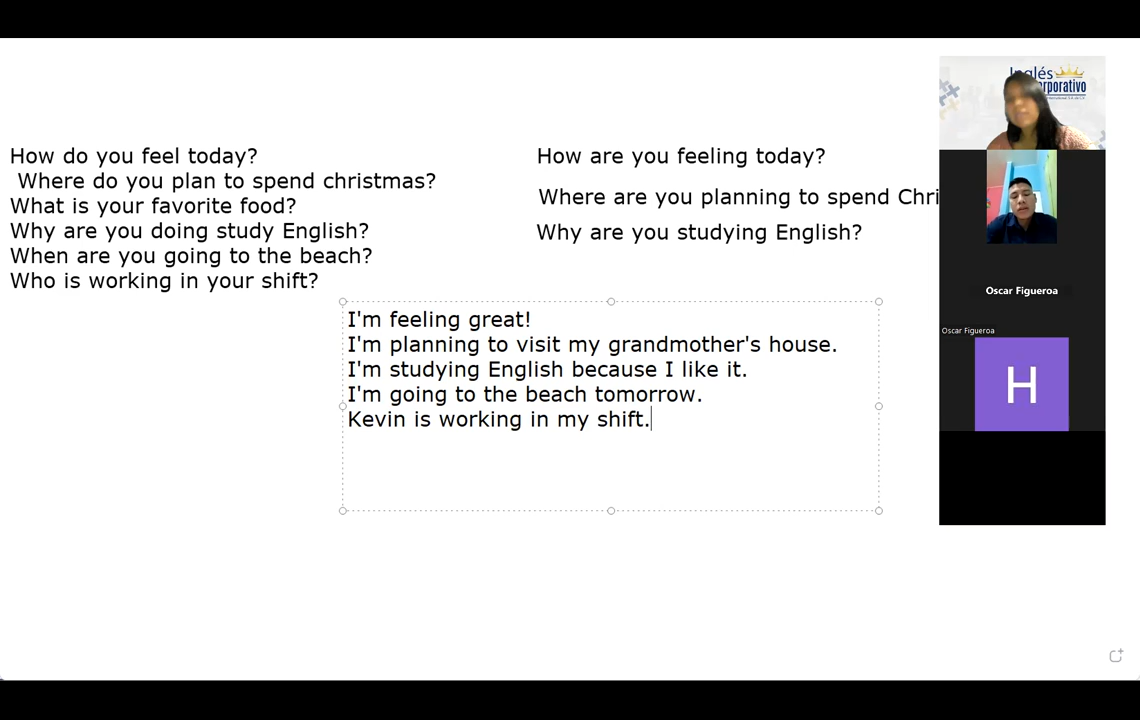 How do you feel today?
Where do you plan to spend christmas?
What is your favorite food?
Why are you doing study English?
When are you going to the beach?
Who is working in your shift?
How are you feeling today?
Where are you planning to spend Chri
Why are you studying English?
I'm feeling great!
I'm planning to visit my grandmother's house.
I'm studying English because I like it.
I'm going to the beach tomorrow.
Kevin is working in my shift.
Inglés
Oscar Figueroa
Oscar Figueroa
H